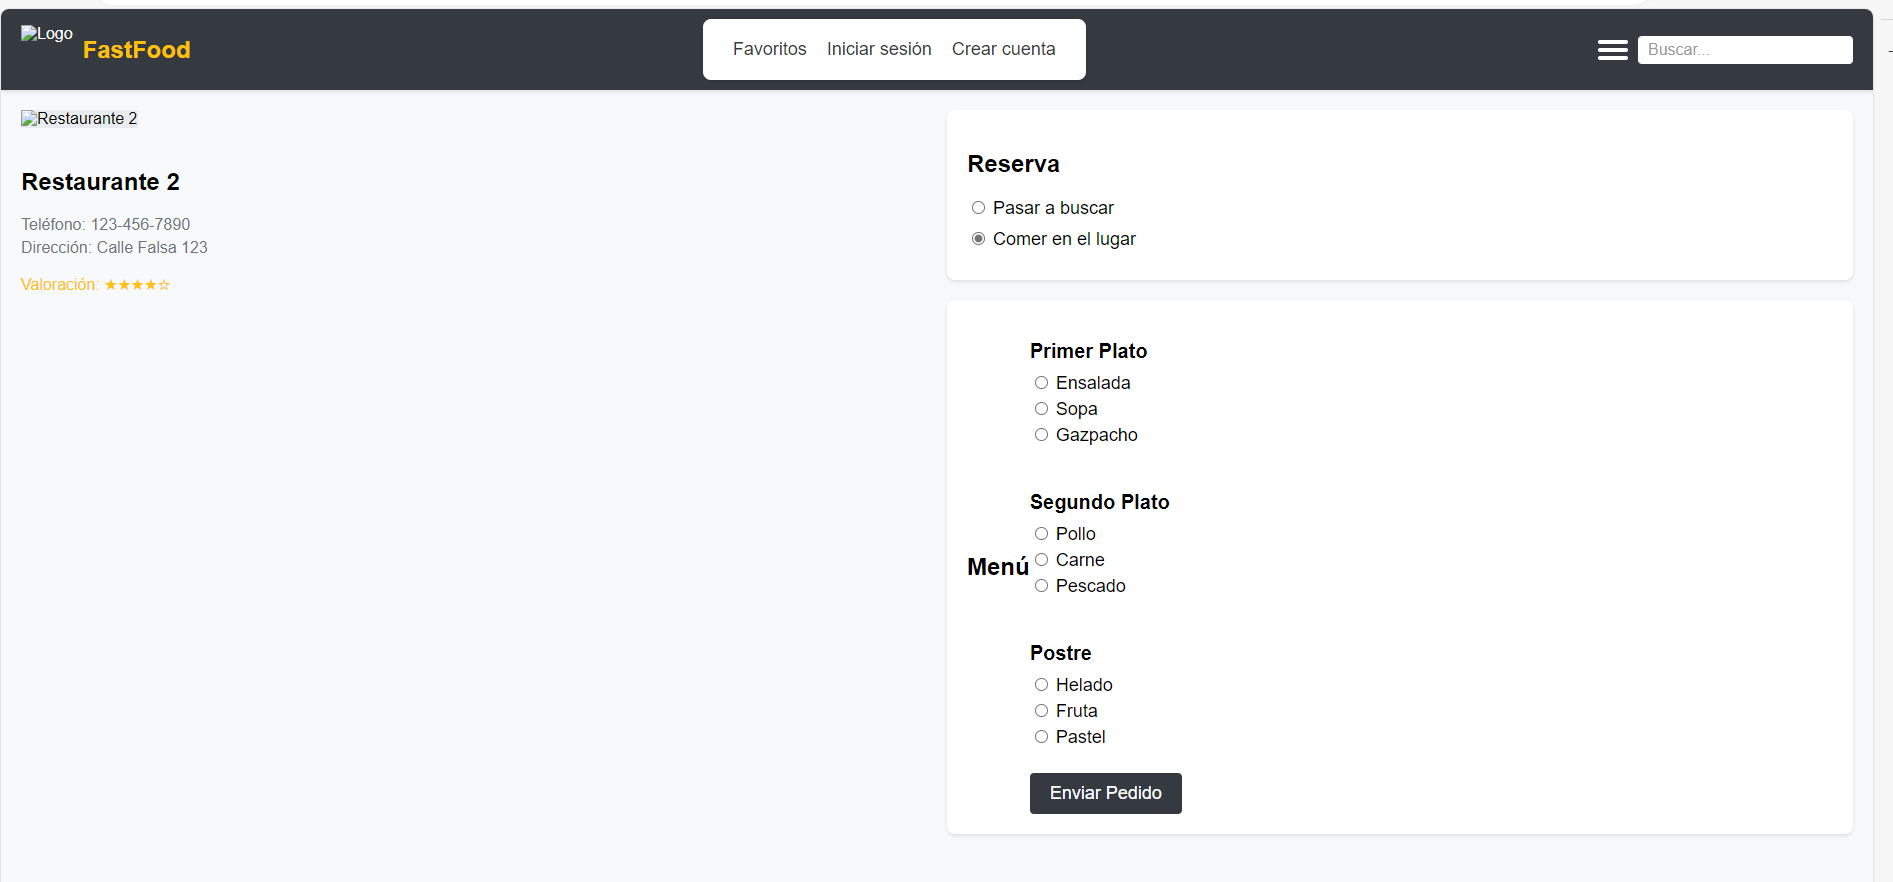 Logo
FastFood
Favoritos Iniciar sesión Crear cuenta
Buscar...
Restaurante 2
Restaurante 2
Teléfono: 123-456-7890
Dirección: Calle Falsa 123
Valoración: ★★★★☆
Reserva
Pasar a buscar
Comer en el lugar
Menú
Primer Plato
Ensalada
Sopa
Gazpacho
Segundo Plato
Pollo
Carne
Pescado
Postre
Helado
Fruta
Pastel
Enviar Pedido